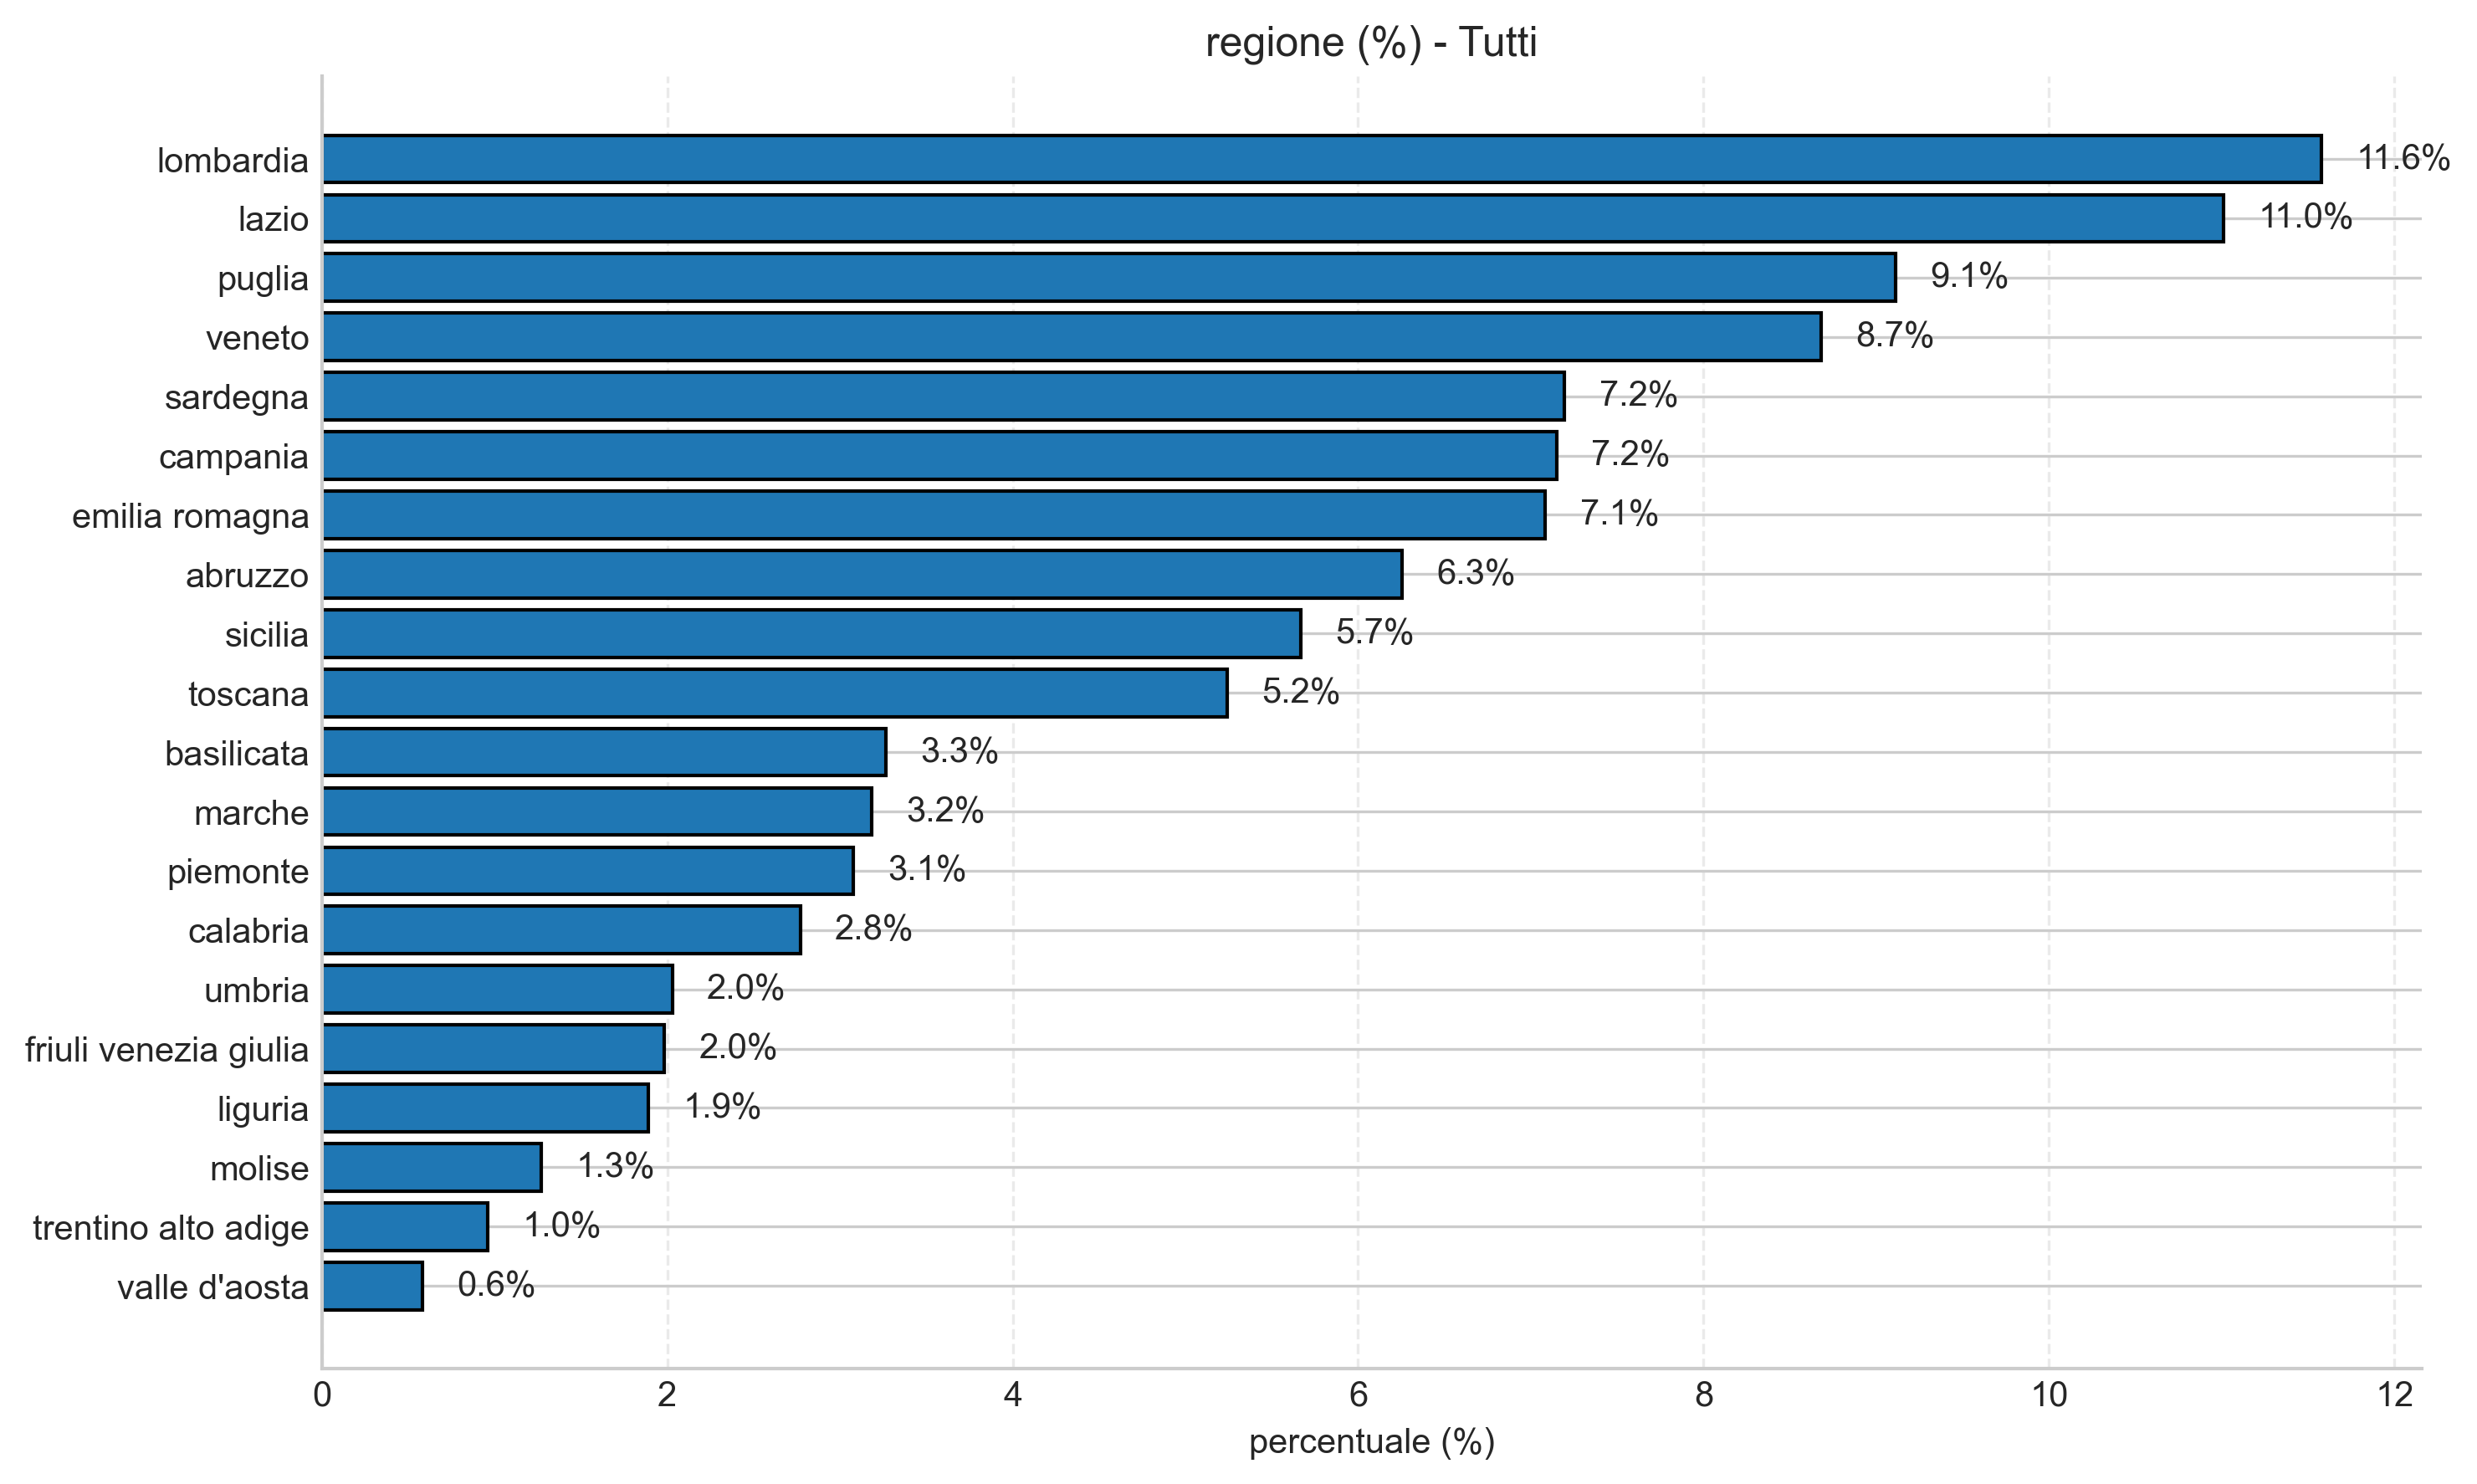 regione (%) - Tutti
lombardia 11.6%
lazio 11.0%
puglia 9.1%
veneto 8.7%
sardegna 7.2%
campania 7.2%
emilia romagna 7.1%
abruzzo 6.3%
sicilia 5.7%
toscana 5.2%
basilicata 3.3%
marche 3.2%
piemonte 3.1%
calabria 2.8%
umbria 2.0%
friuli venezia giulia 2.0%
liguria 1.9%
molise 1.3%
trentino alto adige 1.0%
valle d'aosta 0.6%
0 2 4 6 8 10 12
percentuale (%)